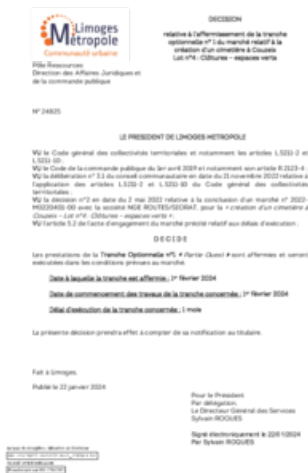 Limoges
Métropole
Communauté urbaine
DECISION
relative à l'affermissement de la tranche
optionnelle n° 1 du marché relatif à la
création d'un cimetière à Couzeix
Lot n°4 : Clôtures – espaces verts
Pôle Ressources
Direction des Affaires Juridiques et
de la commande publique
N° 24825
LE PRESIDENT DE LIMOGES METROPOLE
VU le Code général des collectivités territoriales et notamment les articles L.5211-2 et
L.5211-10 ;
VU le Code de la commande publique du 1er avril 2019 et notamment son article R.2113-4 ;
VU la délibération n° 3.1 du conseil communautaire en date du 21 novembre 2022 relative à
l'application des articles L.5211-2 et L.5211-10 du Code général des collectivités
territoriales ;
VU la décision n°2 en date du 2 mai 2022 relative à la conclusion du marché n° 2022-
avec la société NGE ROUTES/SEGRAT, pour la « création d'un cimetière à
Couzeix – Lot n°4 : Clôtures – espaces verts » ;
VU l'article 5.2 de l'acte d'engagement du marché précité relatif aux délais d'exécution ;
DECIDE
Les prestations de la Tranche Optionnelle n°1 « Partie Ouest » sont affermies et seront
exécutées dans les conditions prévues au marché.
Date à laquelle la tranche est affermie : 1er février 2024
Date de commencement des travaux de la tranche concernée : 1er février 2024
Délai d'exécution de la tranche concernée : 1 mois
La présente décision prendra effet à compter de sa notification au titulaire.
Fait à Limoges,
Publié le 22 janvier 2024
Pour le Président
Par délégation,
Le Directeur Général des Services
Sylvain ROQUES
Signé électroniquement le 22/01/2024
Par Sylvain ROQUES